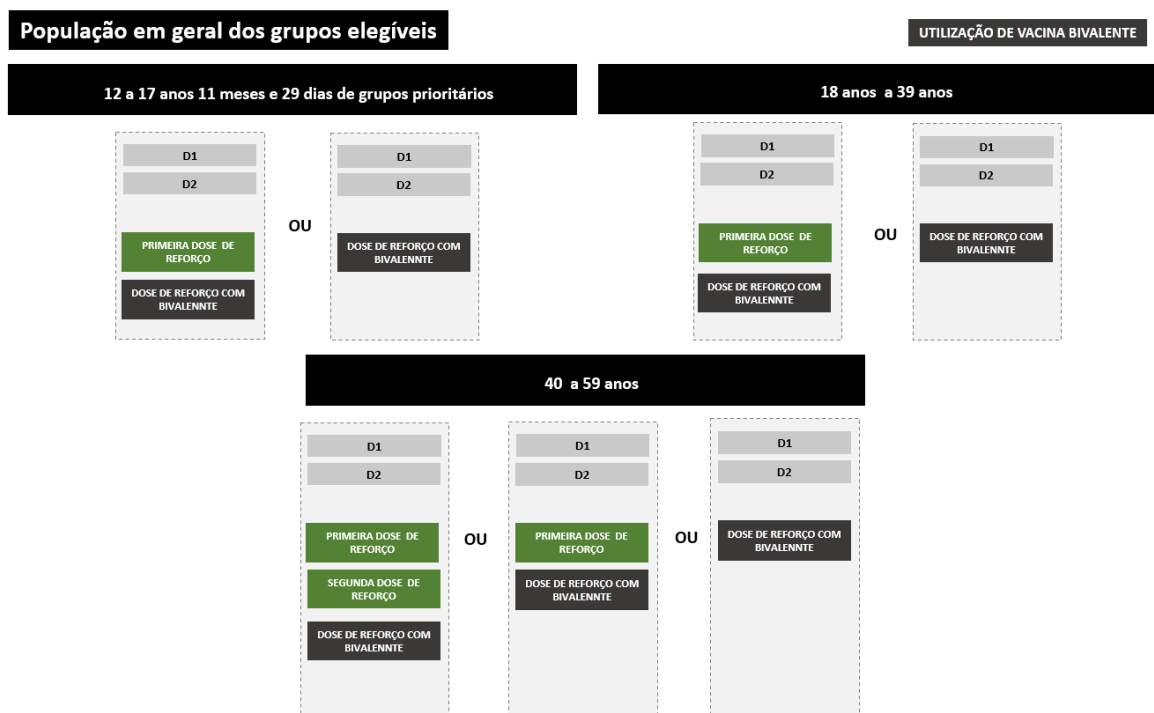 População em geral dos grupos elegíveis
UTILIZAÇÃO DE VACINA BIVALENTE
12 a 17 anos 11 meses e 29 dias de grupos prioritários
D1
D2
PRIMEIRA DOSE DE
REFORÇO
DOSE DE REFORÇO COM
BIVALENNTE
OU
D1
D2
DOSE DE REFORÇO COM
BIVALENNTE
18 anos a 39 anos
D1
D2
PRIMEIRA DOSE DE
REFORÇO
DOSE DE REFORÇO COM
BIVALENNTE
OU
D1
D2
DOSE DE REFORÇO COM
BIVALENNTE
40 a 59 anos
D1
D2
PRIMEIRA DOSE DE
REFORÇO
SEGUNDA DOSE DE
REFORÇO
DOSE DE REFORÇO COM
BIVALENNTE
OU
D1
D2
PRIMEIRA DOSE DE
REFORÇO
DOSE DE REFORÇO COM
BIVALENNTE
OU
D1
D2
DOSE DE REFORÇO COM
BIVALENNTE